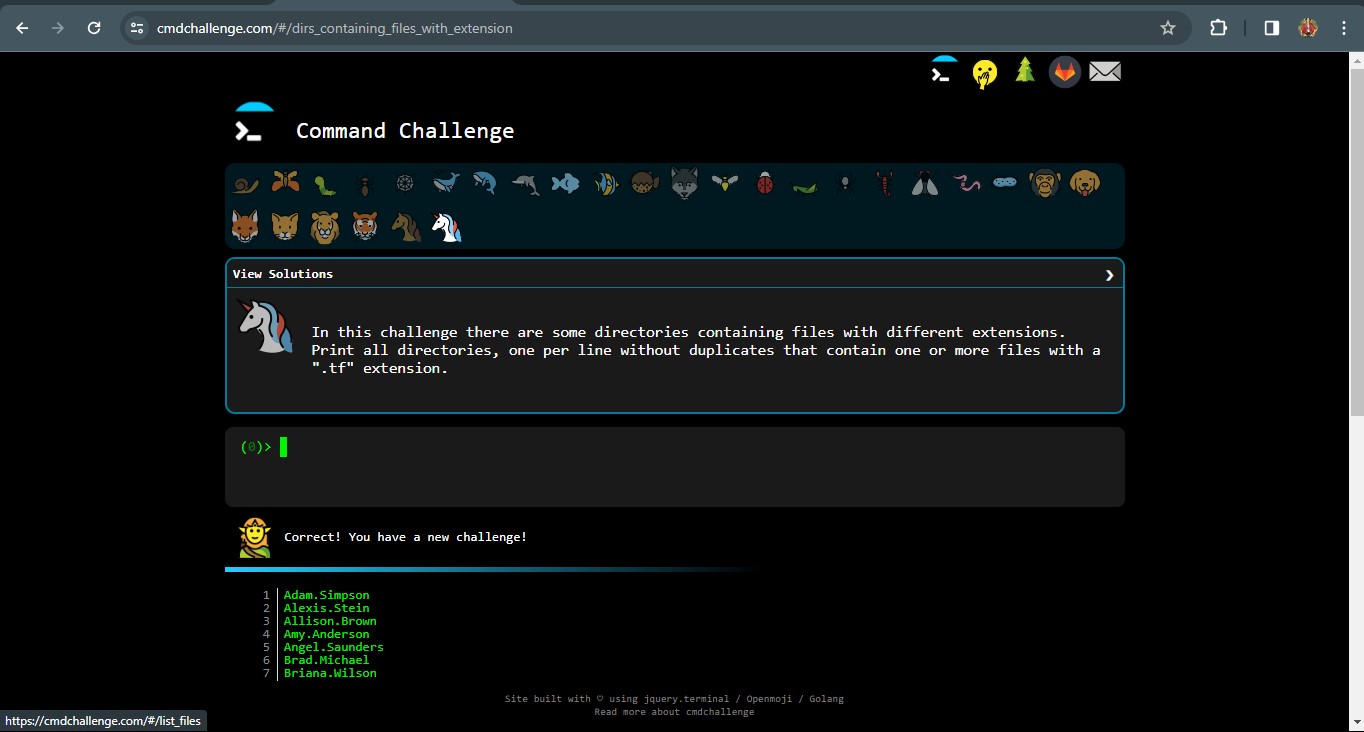 cmdchallenge.com/#/dirs_containing_files_with_extension
Command Challenge
View Solutions
In this challenge there are some directories containing files with different extensions.
Print all directories, one per line without duplicates that contain one or more files with a
".tf" extension.
(0)>
Correct! You have a new challenge!
1 Adam.Simpson
2 Alexis.Stein
3 Allison.Brown
4 Amy.Anderson
5 Angel.Saunders
6 Brad.Michael
7 Briana.Wilson
Site built with ♡ using jquery.terminal / Openmoji / Golang
Read more about cmdchallenge
https://cmdchallenge.com/#/list_files